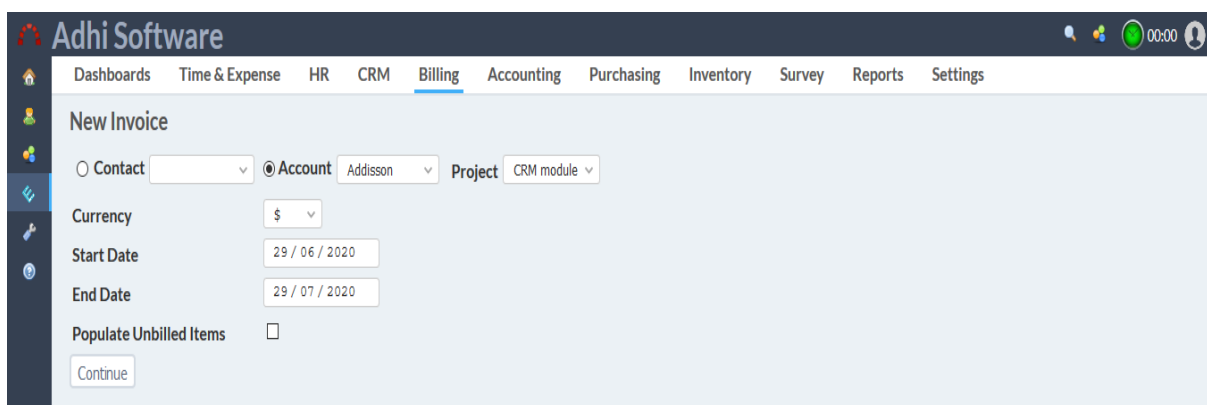 Adhi Software 00:00
Dashboards Time & Expense HR CRM Billing Accounting Purchasing Inventory Survey Reports Settings
New Invoice
Contact Account Addisson Project CRM module
Currency $
Start Date 29 / 06 / 2020
End Date 29 / 07 / 2020
Populate Unbilled Items
Continue